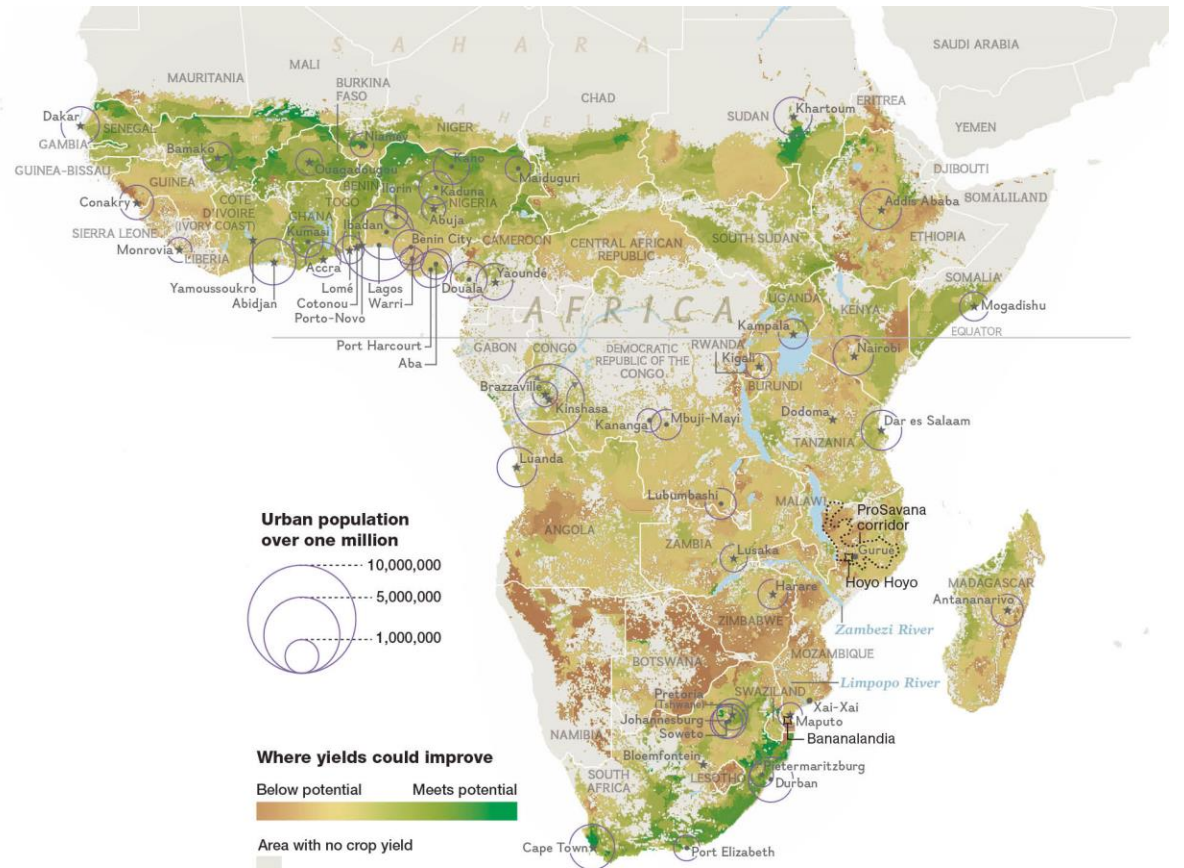 SAHARA
SAHEL
AFRICA
MAURITANIA
MALI
BURKINA
FASO
NIGER
CHAD
SUDAN
ERITREA
SAUDI ARABIA
YEMEN
DJIBOUTI
SOMALILAND
Dakar
SENEGAL
GAMBIA
GUINEA-BISSAU
Bamako
GUINEA
Conakry
SIERRA LEONE
Monrovia
LIBERIA
CÔTE
D'IVOIRE
(IVORY COAST)
Yamoussoukro
Abidjan
GHANA
Kumasi
Accra
TOGO
BENIN
Lomé
Cotonou
Porto-Novo
Niamey
Ouagadougou
Ilorin
Ibadan
Lagos
Warri
Benin City
Port Harcourt
Aba
Kano
Kaduna
Abuja
NIGERIA
Maiduguri
CAMEROON
Douala
Yaoundé
CENTRAL AFRICAN
REPUBLIC
SOUTH SUDAN
Khartoum
Addis Ababa
ETHIOPIA
SOMALIA
Mogadishu
EQUATOR
UGANDA
Kampala
KENYA
Nairobi
RWANDA
Kigali
BURUNDI
GABON
CONGO
DEMOCRATIC
REPUBLIC OF THE
CONGO
Brazzaville
Kinshasa
Kananga
Mbuji-Mayi
Dodoma
TANZANIA
Dar es Salaam
Luanda
ANGOLA
Lubumbashi
ZAMBIA
Lusaka
MALAWI
ProSavana
corridor
Gurué
Hoyo Hoyo
Harare
ZIMBABWE
Zambezi River
MOZAMBIQUE
MADAGASCAR
Antananarivo
BOTSWANA
Limpopo River
NAMIBIA
Pretoria
(Tshwane)
Johannesburg
Soweto
SWAZILAND
Xai-Xai
Maputo
Bananalandia
Bloemfontein
LESOTHO
Pietermaritzburg
Durban
SOUTH
AFRICA
Cape Town
Port Elizabeth
Urban population
over one million
10,000,000
5,000,000
1,000,000
Where yields could improve
Below potential
Meets potential
Area with no crop yield